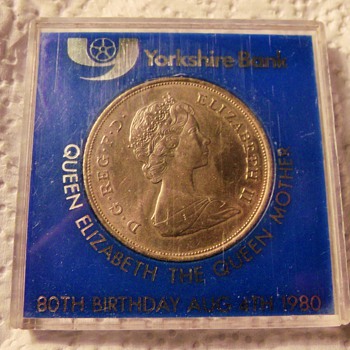 Yorkshire Bank
D·G·REG·F·D· ELIZABETH II
QUEEN ELIZABETH THE QUEEN MOTHER
80TH BIRTHDAY AUG 4TH 1980